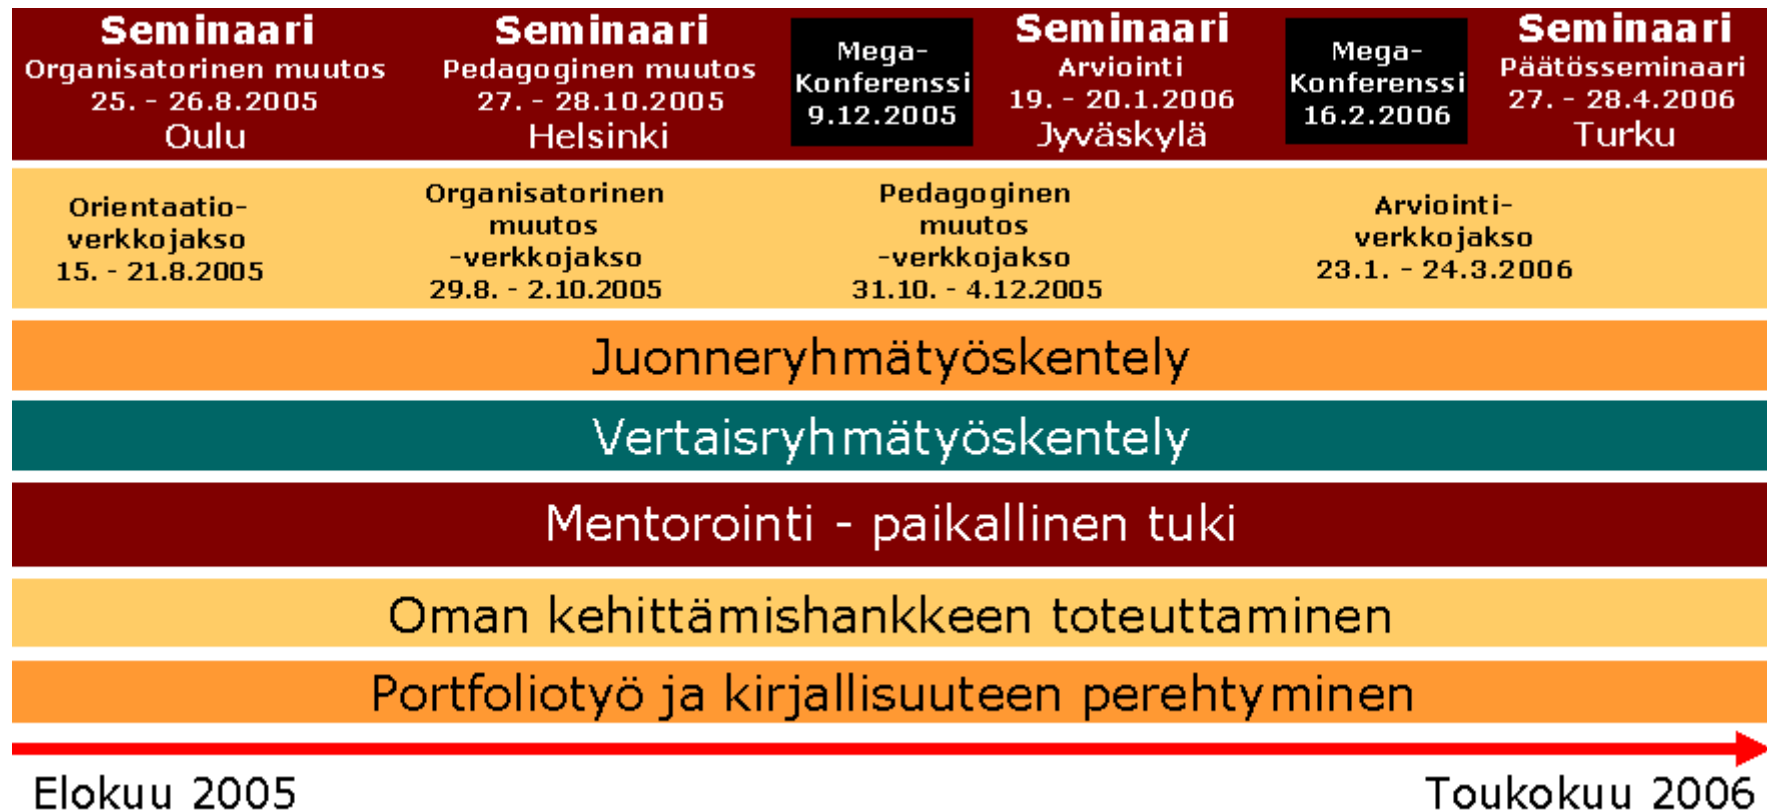 Seminaari
Organisatorinen muutos
25. - 26.8.2005
Oulu
Seminaari
Pedagoginen muutos
27. - 28.10.2005
Helsinki
Mega-
Konferenssi
9.12.2005
Seminaari
Arviointi
19. - 20.1.2006
Jyväskylä
Mega-
Konferenssi
16.2.2006
Seminaari
Päätösseminaari
27. - 28.4.2006
Turku
Orientaatio-
verkkojakso
15. - 21.8.2005
Organisatorinen
muutos
-verkkojakso
29.8. - 2.10.2005
Pedagoginen
muutos
-verkkojakso
31.10. - 4.12.2005
Arviointi-
verkkojakso
23.1. - 24.3.2006
Juonneryhmätyöskentely
Vertaisryhmätyöskentely
Mentorointi - paikallinen tuki
Oman kehittämishankkeen toteuttaminen
Portfoliotyö ja kirjallisuuteen perehtyminen
Elokuu 2005
Toukokuu 2006